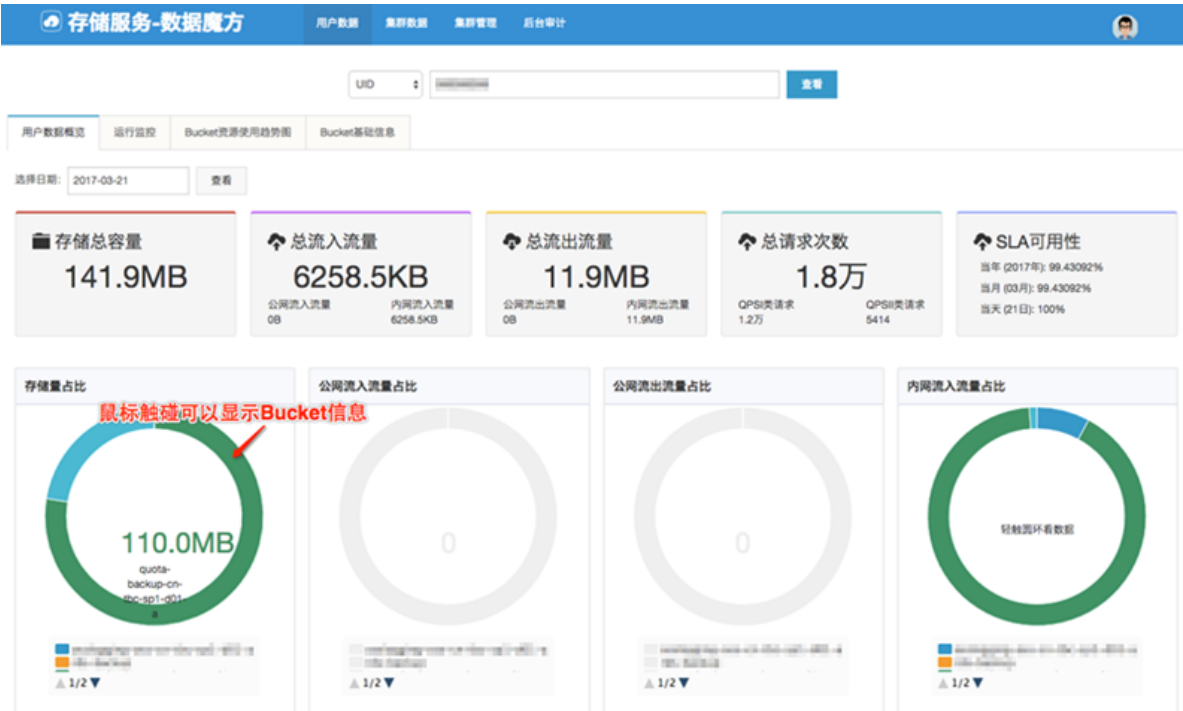 存储服务-数据魔方 用户数据 集群数据 集群管理 后台审计
UID 查看
用户数据概览 运行监控 Bucket资源使用趋势图 Bucket基础信息
选择日期: 2017-03-21 查看
存储总容量 总流入流量 总流出流量 总请求次数 SLA可用性
141.9MB 6258.5KB 11.9MB 1.8万
当年 (2017年): 99.43092%
当月 (03月): 99.43092%
当天 (21日): 100%
公网流入流量 内网流入流量 公网流出流量 内网流出流量 QPSI类请求 QPSII类请求
0B 6258.5KB 0B 11.9MB 1.2万 5414
存储量占比 公网流入流量占比 公网流出流量占比 内网流入流量占比
鼠标触碰可以显示Bucket信息
110.0MB 0 0 轻触圆环看数据
quota-
backup-cn-
tbc-sp1-d01-
a
1/2 1/2 1/2 1/2